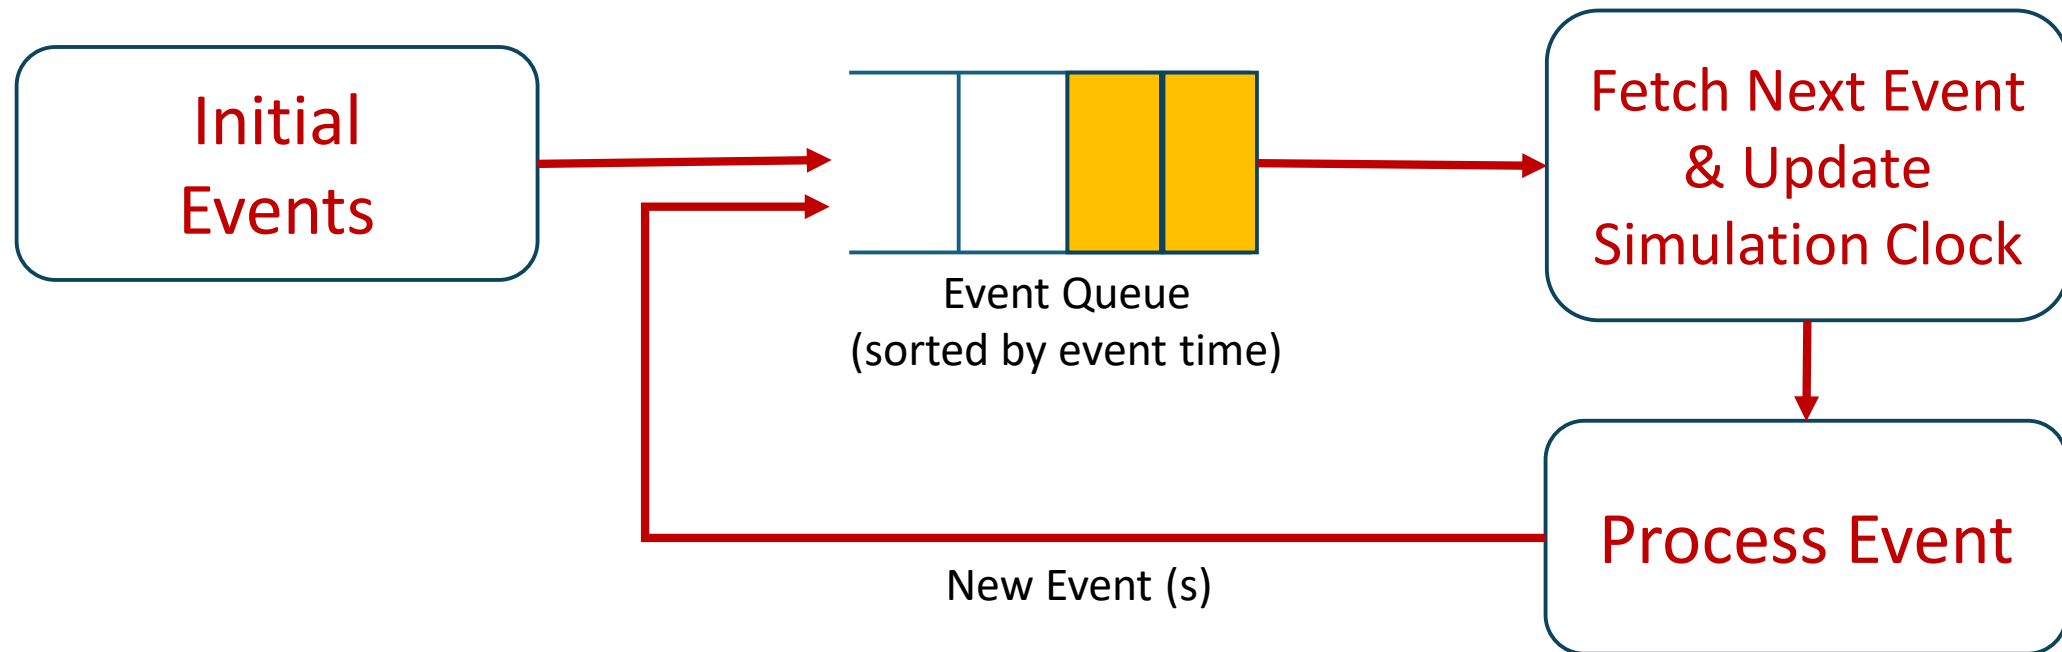 Initial
Events
Event Queue
(sorted by event time)
Fetch Next Event
& Update
Simulation Clock
Process Event
New Event (s)